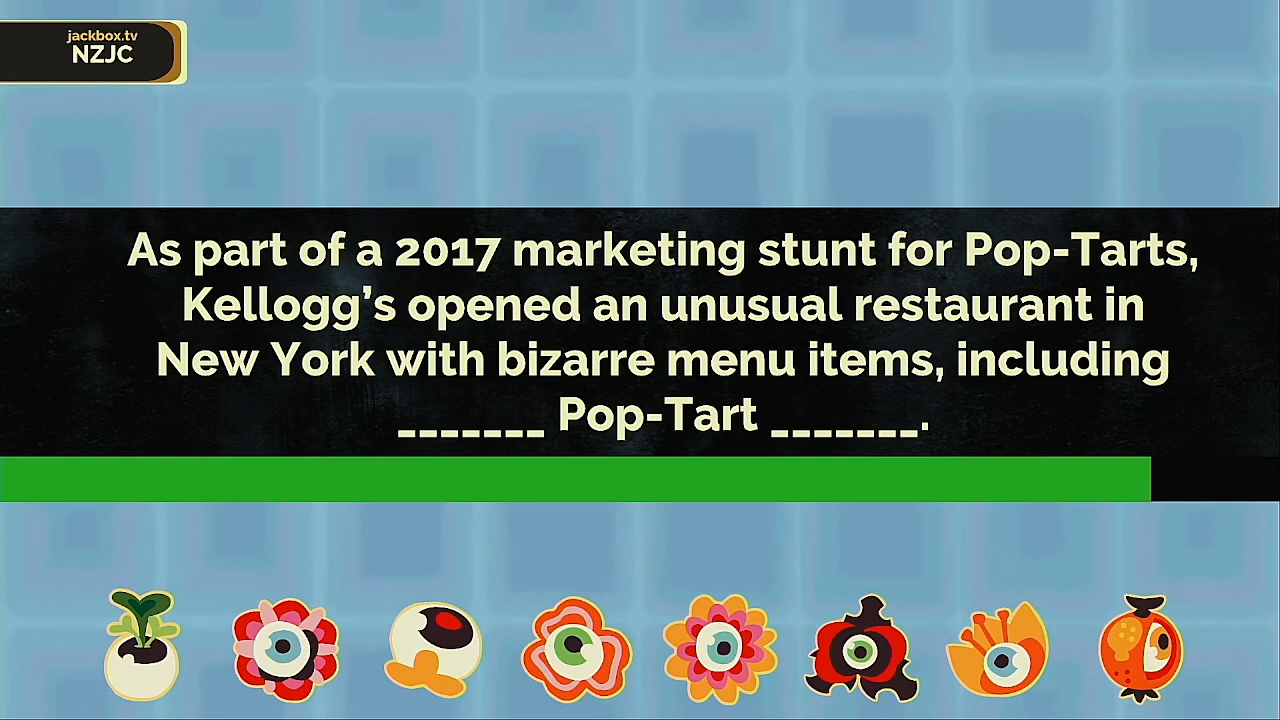 jackbox.tv
NZJC
As part of a 2017 marketing stunt for Pop-Tarts,
Kellogg’s opened an unusual restaurant in
New York with bizarre menu items, including
_______ Pop-Tart _______.